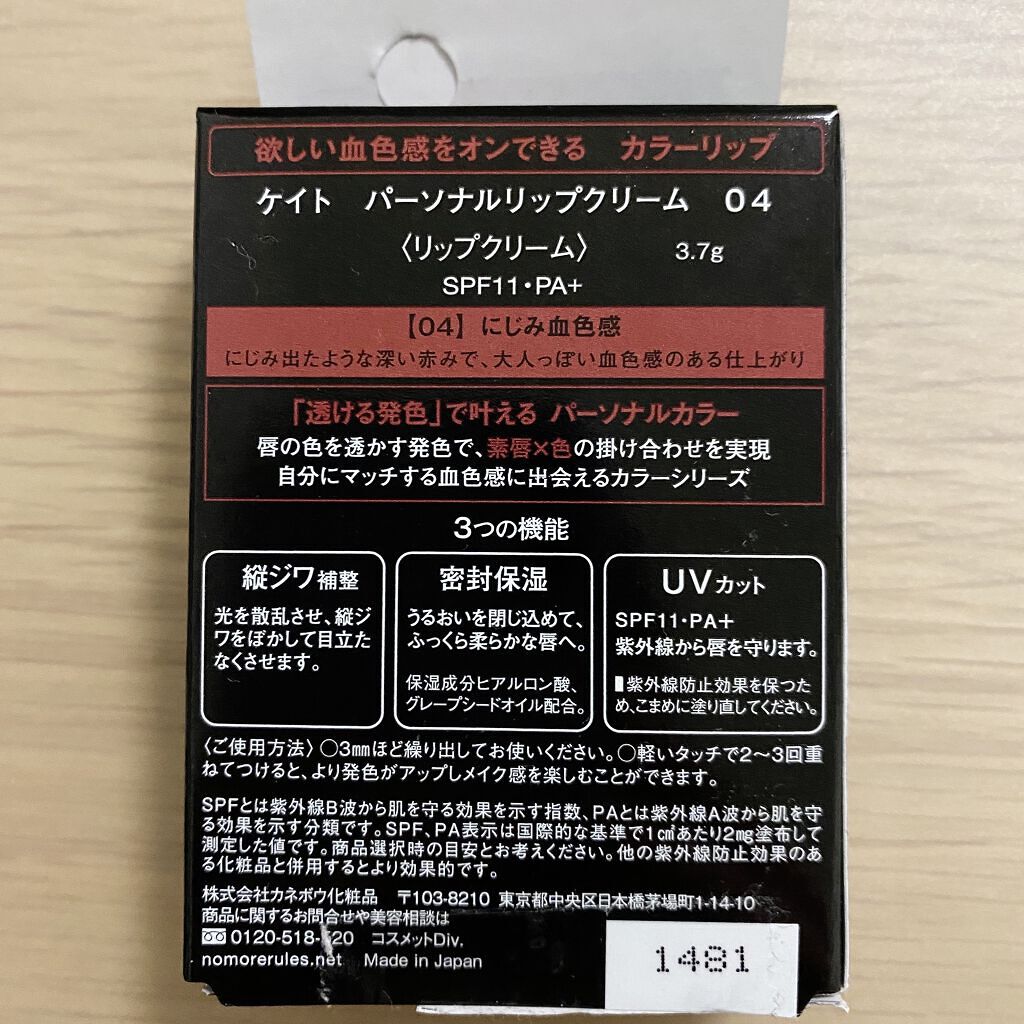 欲しい血色感をオンできる カラーリップ
ケイト パーソナルリップクリーム 04
〈リップクリーム〉 3.7g
SPF11・PA+
【04】にじみ血色感
にじみ出たような深い赤みで、大人っぽい血色感のある仕上がり
「透ける発色」で叶える パーソナルカラー
唇の色を透かす発色で、素唇×色の掛け合わせを実現
自分にマッチする血色感に出会えるカラーシリーズ
3つの機能
縦ジワ補整
光を散乱させ、縦ジ
ワをぼかして目立た
なくさせます。
密封保湿
うるおいを閉じ込めて、
ふっくら柔らかな唇へ。
保湿成分ヒアルロン酸、
グレープシードオイル配合。
UVカット
SPF11・PA+
紫外線から唇を守ります。
▮紫外線防止効果を保つた
め、こまめに塗り直してください。
〈ご使用方法〉○3㎜ほど繰り出してお使いください。○軽いタッチで2〜3回重
ねてつけると、より発色がアップしメイク感を楽しむことができます。
SPFとは紫外線B波から肌を守る効果を示す指数、PAとは紫外線A波から肌を守
る効果を示す分類です。SPF、PA表示は国際的な基準で1㎠あたり2㎎塗布して
測定した値です。商品選択時の目安とお考えください。他の紫外線防止効果のあ
る化粧品と併用するとより効果的です。
株式会社カネボウ化粧品 〒103-8210 東京都中央区日本橋茅場町1-14-10
商品に関するお問合せや美容相談は
コスメットDiv.
nomorerules.net Made in Japan
1481